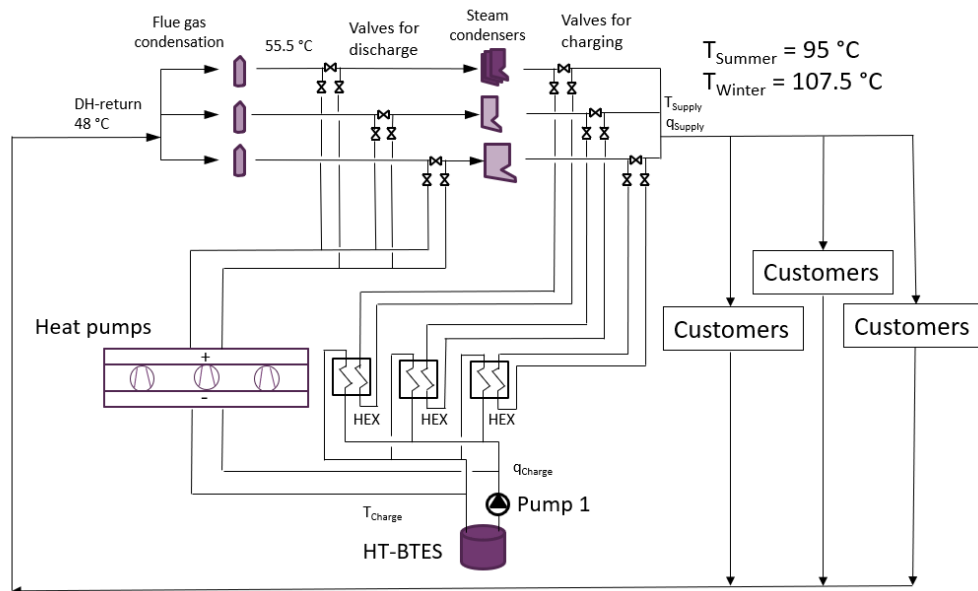 Flue gas
condensation
55.5 °C
Valves for
discharge
Steam
condensers
Valves for
charging
T_Summer = 95 °C
T_Winter = 107.5 °C
DH-return
48 °C
T_Supply
q_Supply
Customers
Customers
Customers
Heat pumps
+
-
HEX
HEX
HEX
q_Charge
T_Charge
Pump 1
HT-BTES